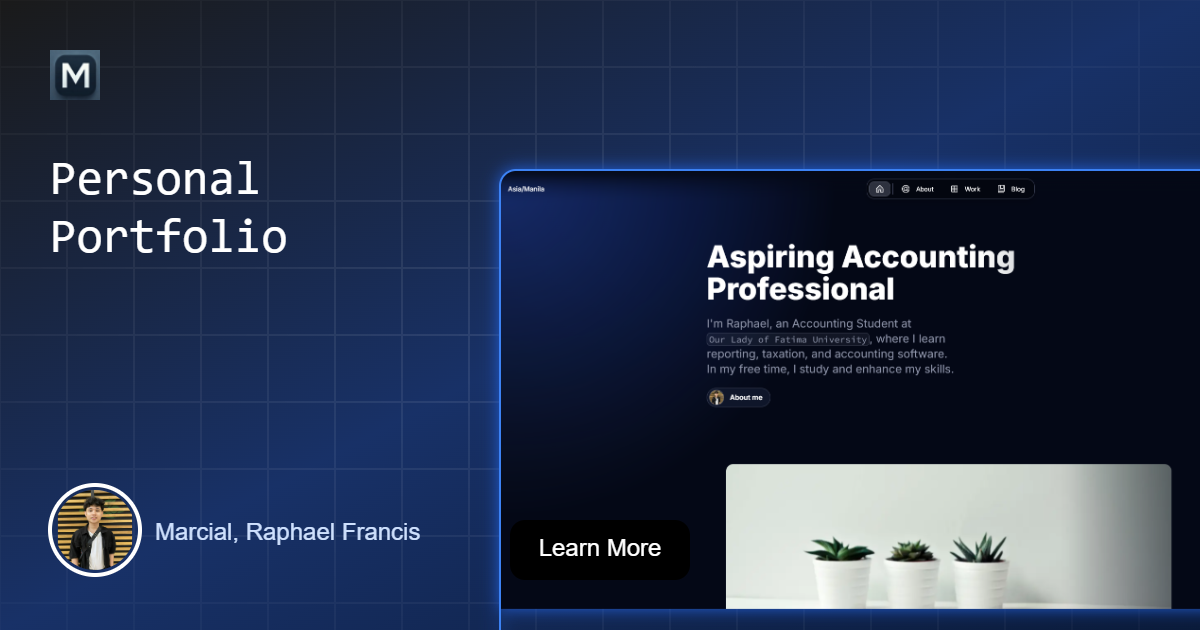 M
Personal
Portfolio
Marcial, Raphael Francis
Asia/Manila
About Work Blog
Aspiring Accounting
Professional
I'm Raphael, an Accounting Student at
Our Lady of Fatima University, where I learn
reporting, taxation, and accounting software.
In my free time, I study and enhance my skills.
About me
Learn More